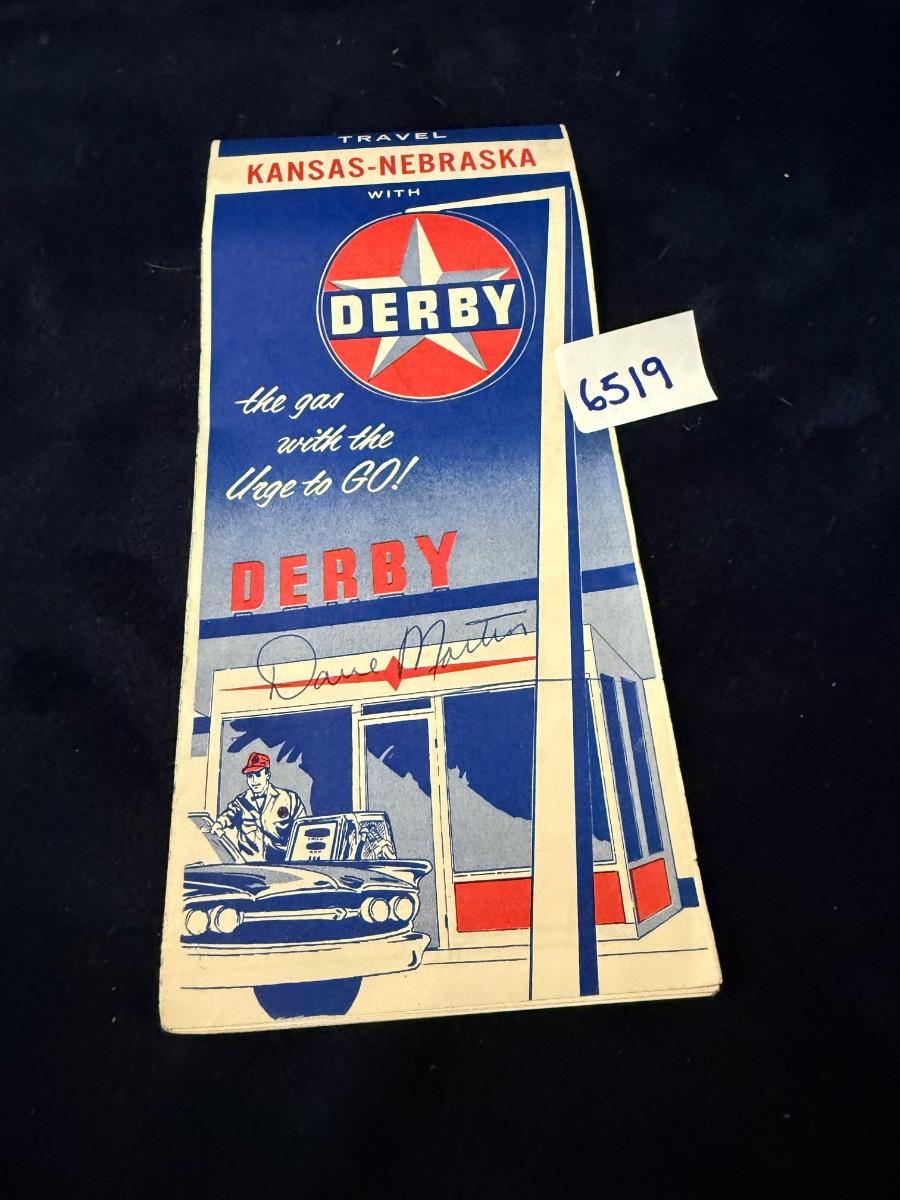 TRAVEL
KANSAS-NEBRASKA
WITH
DERBY
6519
the gas
with the
Urge to GO!
DERBY
Dave Martin